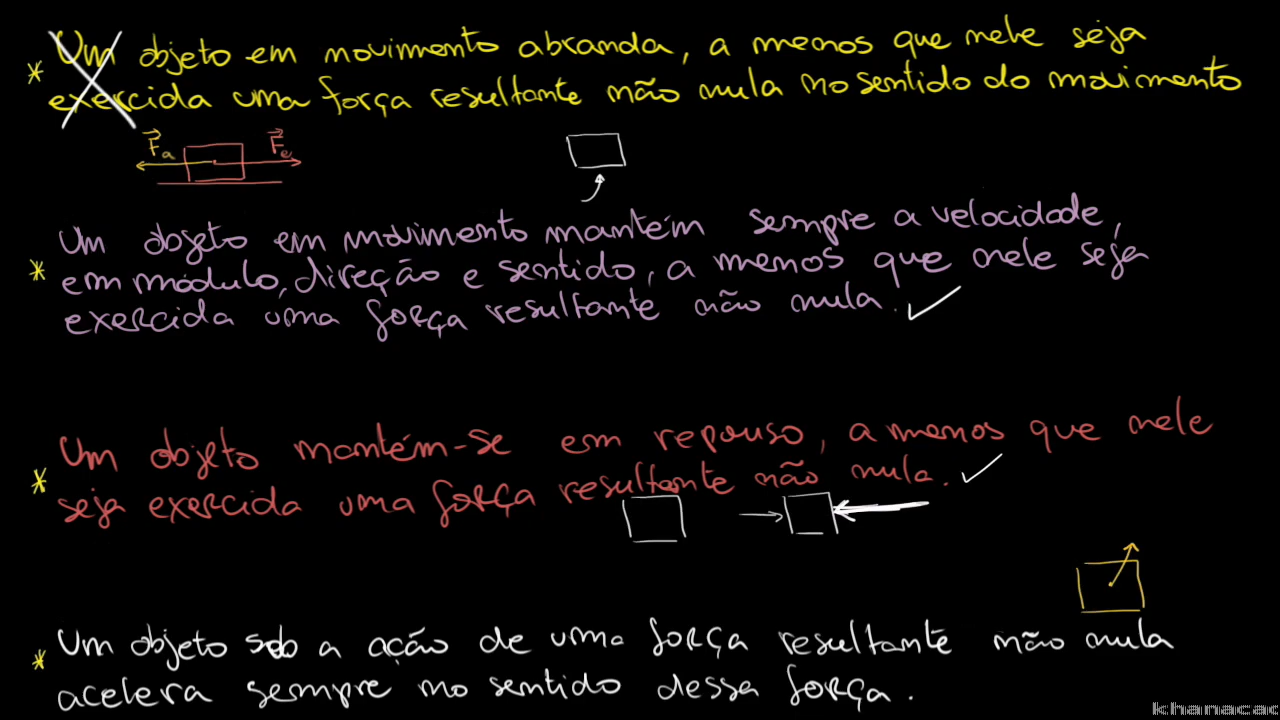 * Um objeto em movimento abranda, a menos que nele seja
exercida uma força resultante não nula no sentido do movimento
Fa Fe
* Um objeto em movimento mantém sempre a velocidade,
em módulo, direção e sentido, a menos que nele seja
exercida uma força resultante não nula.
* Um objeto mantém-se em repouso, a menos que nele
seja exercida uma força resultante não nula.
* Um objeto sob a ação de uma força resultante não nula
acelera sempre no sentido dessa força.
khanacad